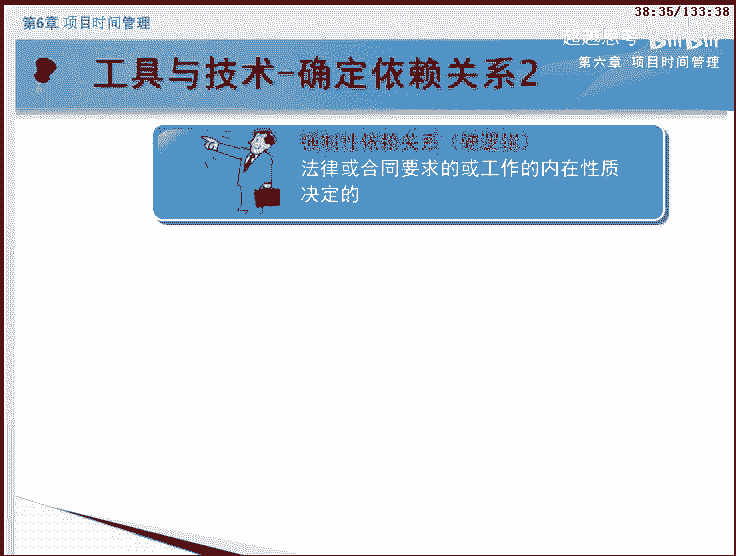 第6章 项目时间管理
38:35/133:38
超越思考 bilibili
第六章 项目时间管理
工具与技术-确定依赖关系2
强制性依赖关系
法律或合同要求的或工作的内在性质
决定的